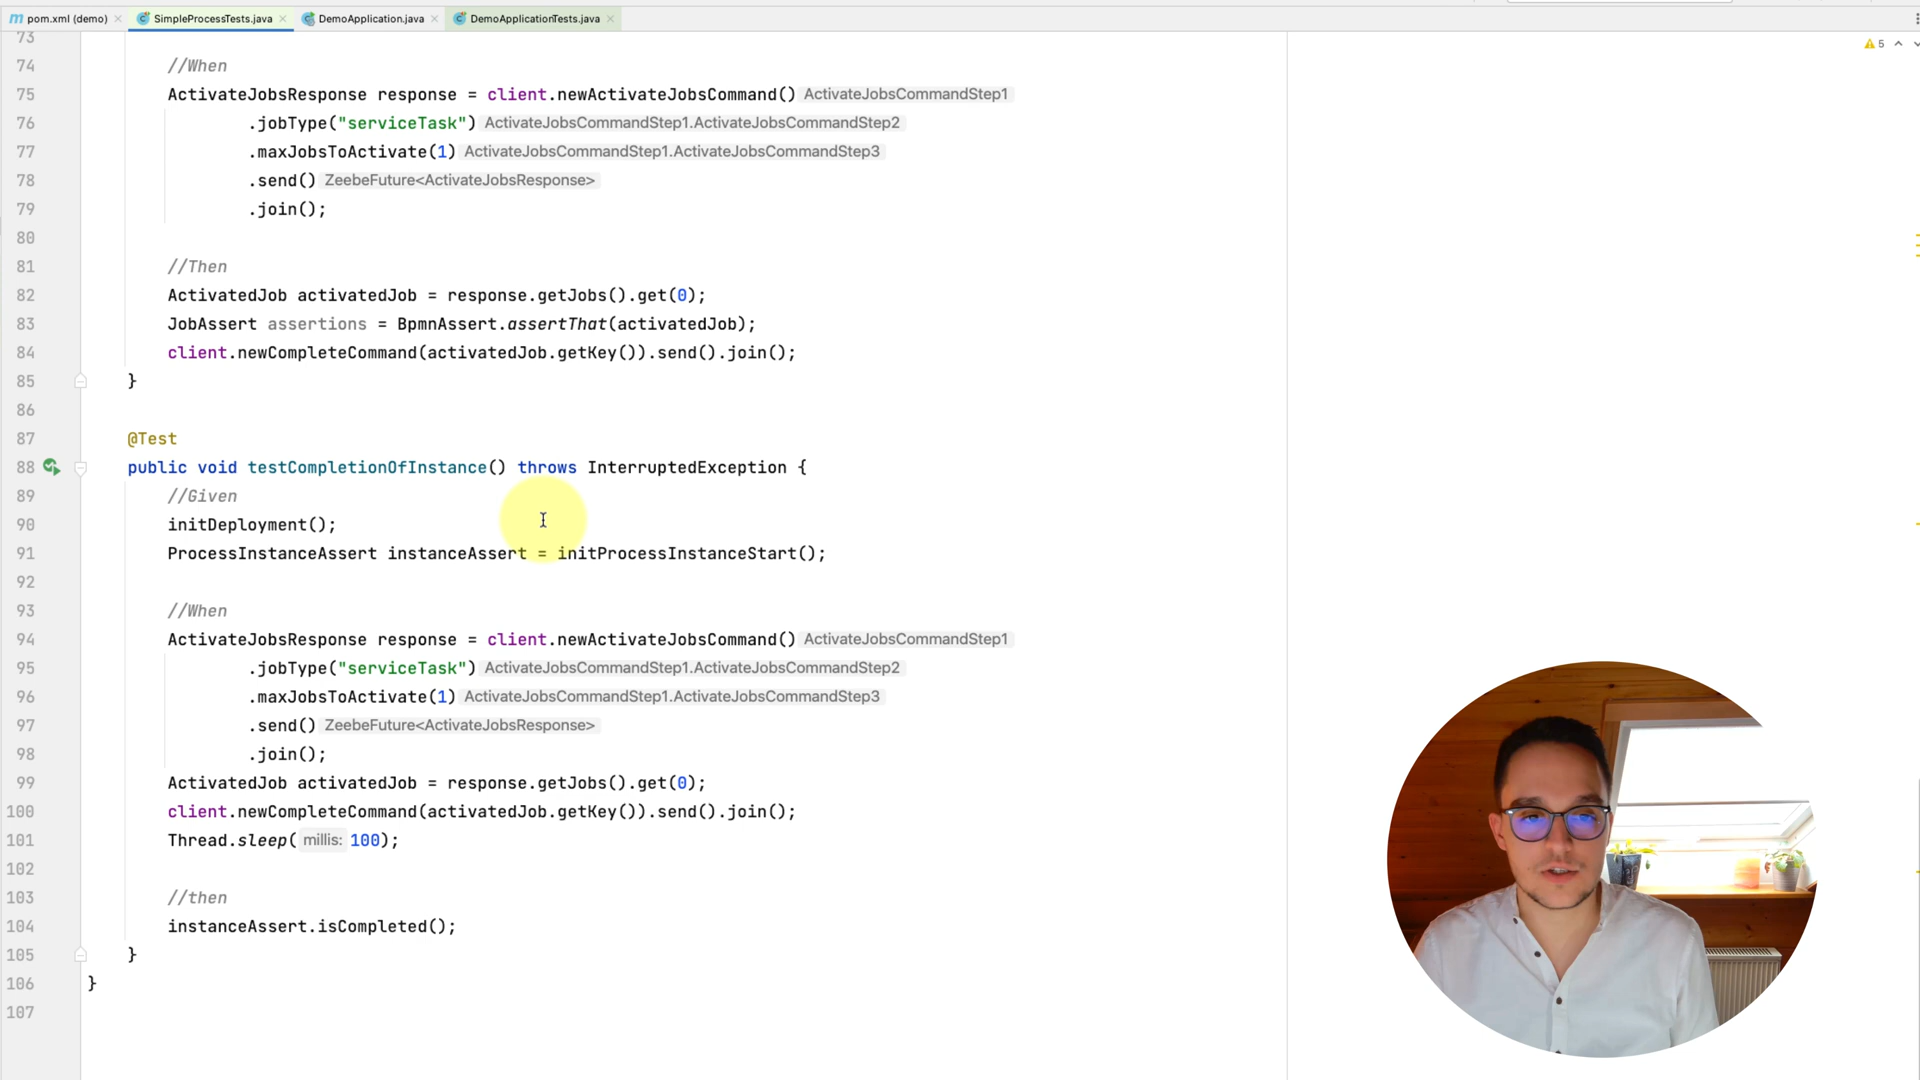 pom.xml (demo) SimpleProcessTests.java DemoApplication.java DemoApplicationTests.java
5
73
74 //When
75 ActivateJobsResponse response = client.newActivateJobsCommand() ActivateJobsCommandStep1
76 .jobType("serviceTask") ActivateJobsCommandStep1.ActivateJobsCommandStep2
77 .maxJobsToActivate(1) ActivateJobsCommandStep1.ActivateJobsCommandStep3
78 .send() ZeebeFuture<ActivateJobsResponse>
79 .join();
80
81 //Then
82 ActivatedJob activatedJob = response.getJobs().get(0);
83 JobAssert assertions = BpmnAssert.assertThat(activatedJob);
84 client.newCompleteCommand(activatedJob.getKey()).send().join();
85 }
86
87 @Test
88 public void testCompletionOfInstance() throws InterruptedException {
89 //Given
90 initDeployment();
91 ProcessInstanceAssert instanceAssert = initProcessInstanceStart();
92
93 //When
94 ActivateJobsResponse response = client.newActivateJobsCommand() ActivateJobsCommandStep1
95 .jobType("serviceTask") ActivateJobsCommandStep1.ActivateJobsCommandStep2
96 .maxJobsToActivate(1) ActivateJobsCommandStep1.ActivateJobsCommandStep3
97 .send() ZeebeFuture<ActivateJobsResponse>
98 .join();
99 ActivatedJob activatedJob = response.getJobs().get(0);
100 client.newCompleteCommand(activatedJob.getKey()).send().join();
101 Thread.sleep( millis: 100);
102
103 //then
104 instanceAssert.isCompleted();
105 }
106 }
107